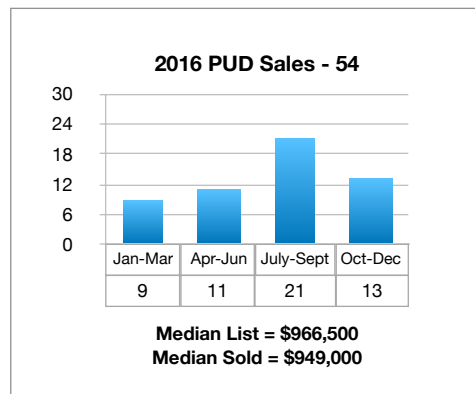 2016 PUD Sales - 54
30
24
18
12
6
0
Jan-Mar Apr-Jun July-Sept Oct-Dec
9 11 21 13
Median List = $966,500
Median Sold = $949,000